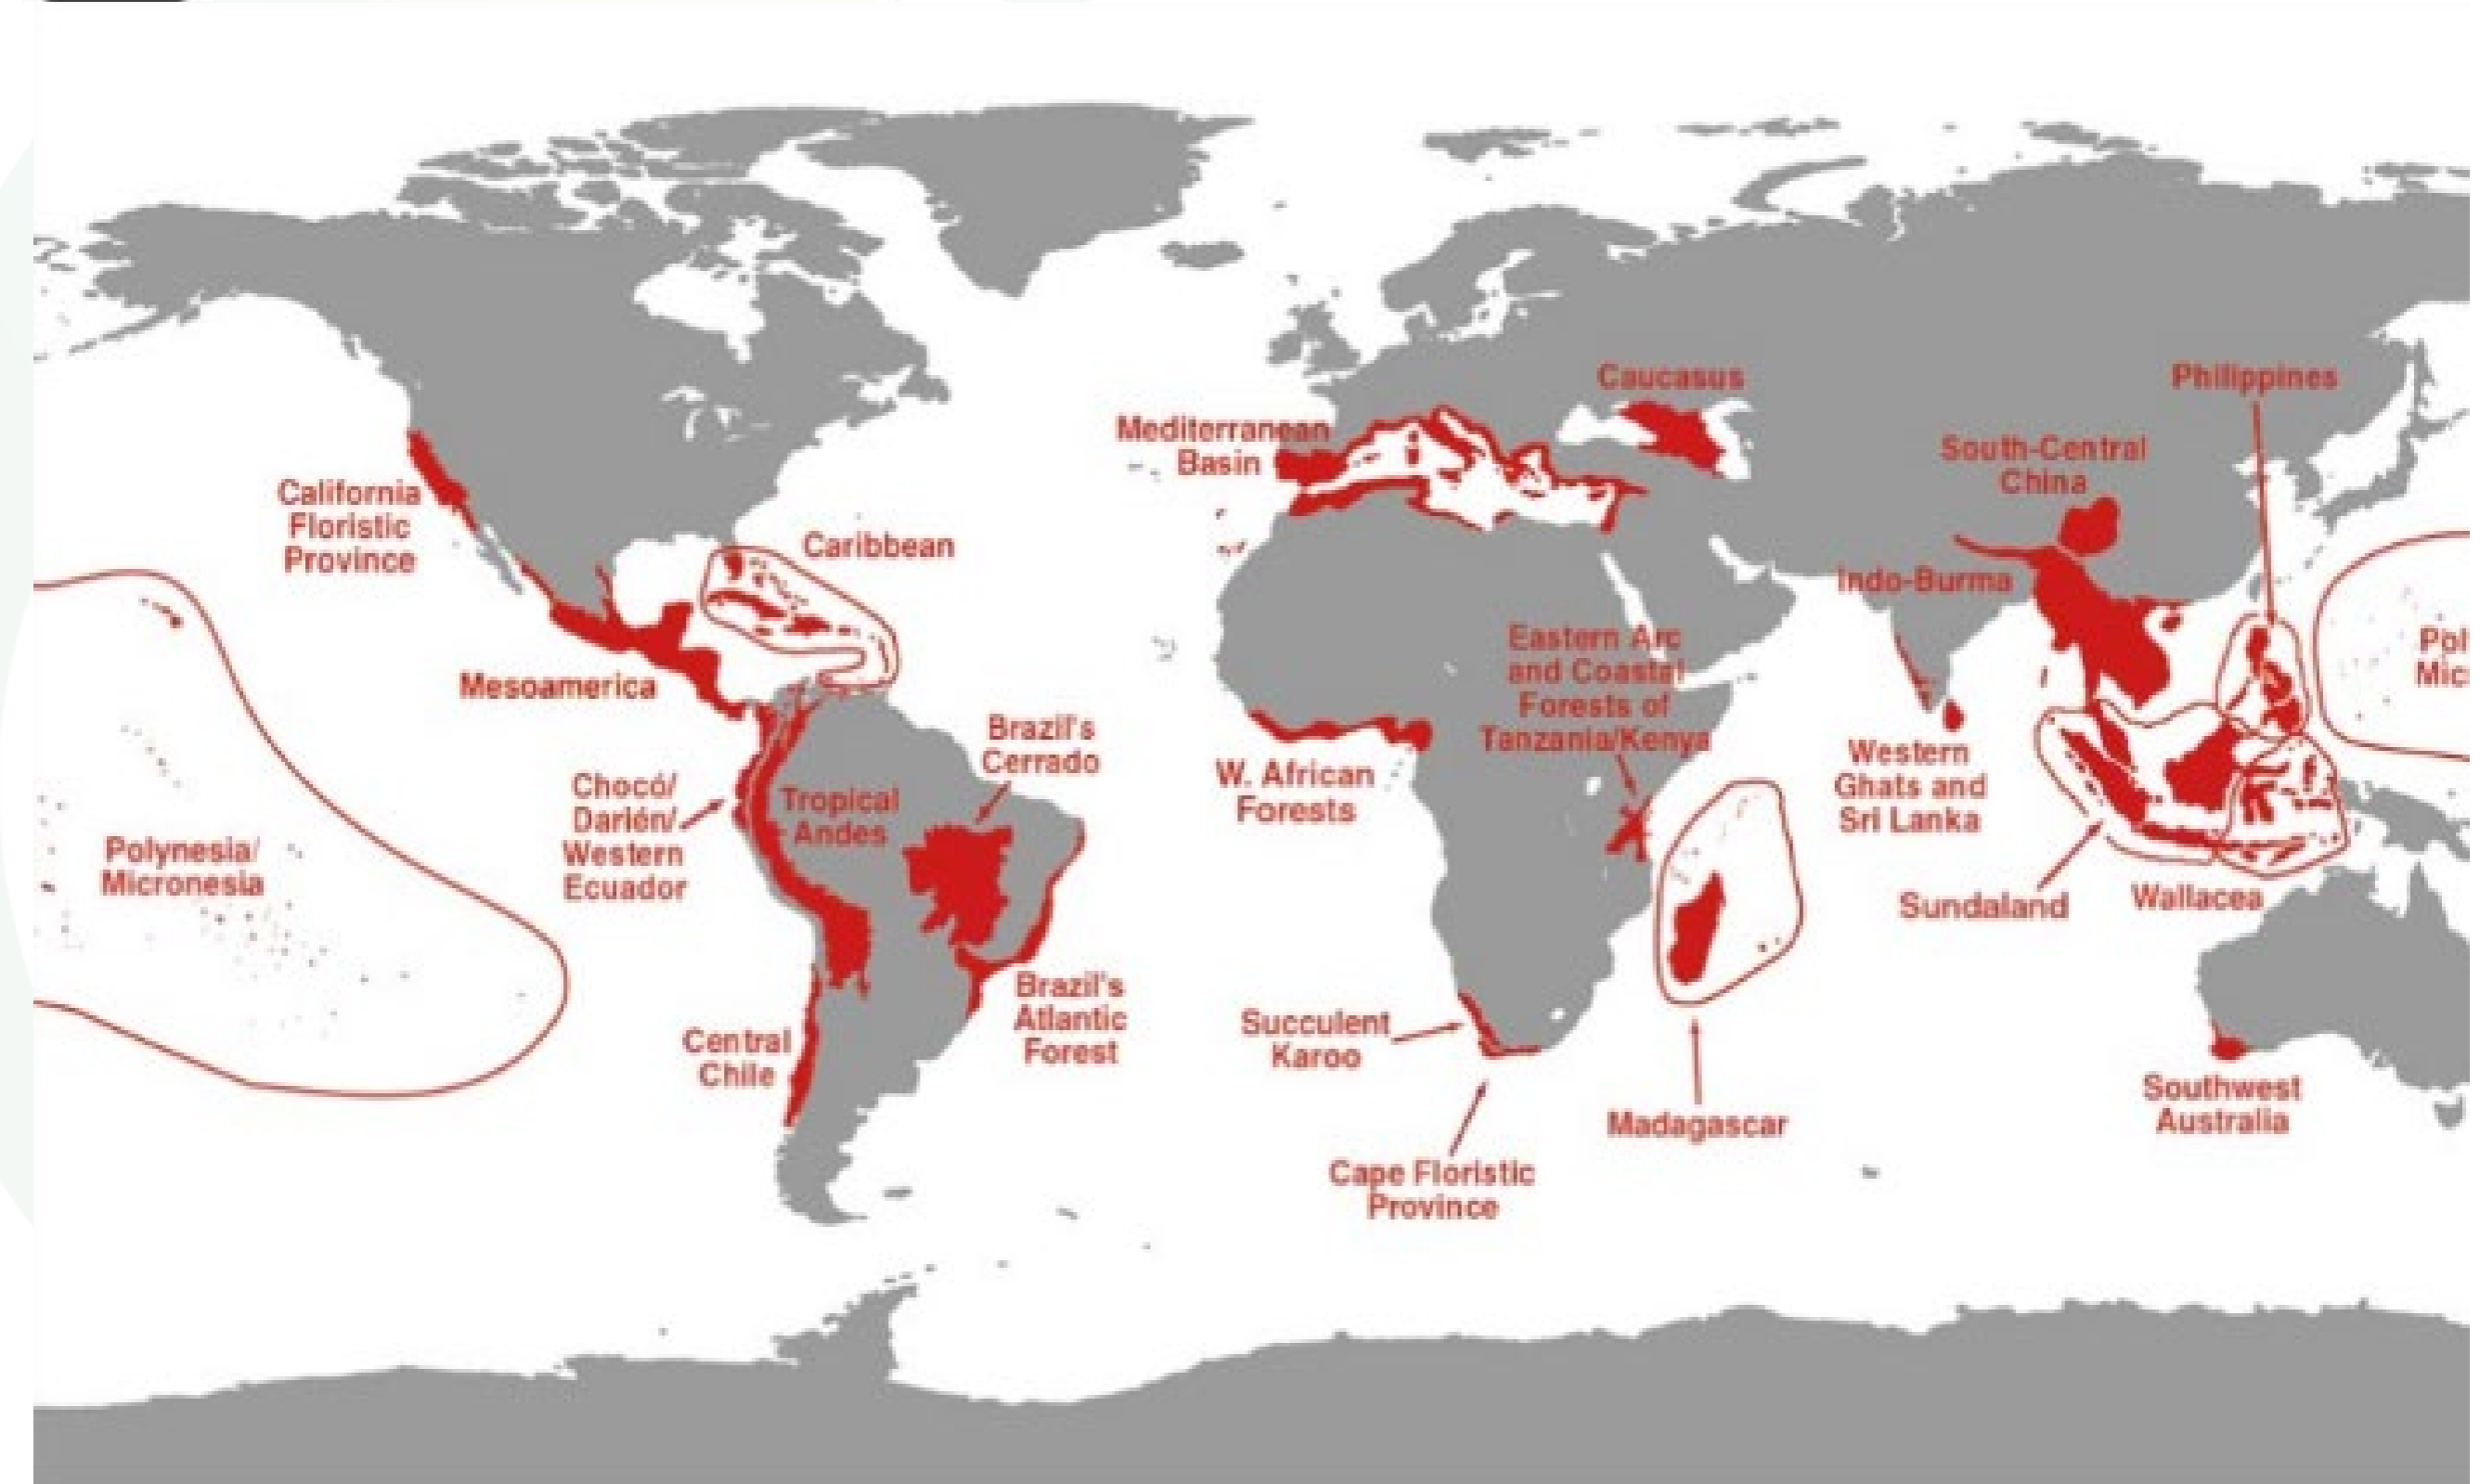 Caucasus
Philippines
Mediterranean
Basin
South-Central
China
California
Floristic
Province
Caribbean
Indo-Burma
Eastern Arc
and Coastal
Forests of
Tanzania/Kenya
Pol
Mic
Mesoamerica
Brazil's
Cerrado
Western
Ghats and
Sri Lanka
W. African
Forests
Chocó/
Darién/
Western
Ecuador
Tropical
Andes
Polynesia/
Micronesia
Sundaland
Wallacea
Brazil's
Atlantic
Forest
Succulent
Karoo
Central
Chile
Madagascar
Southwest
Australia
Cape Floristic
Province